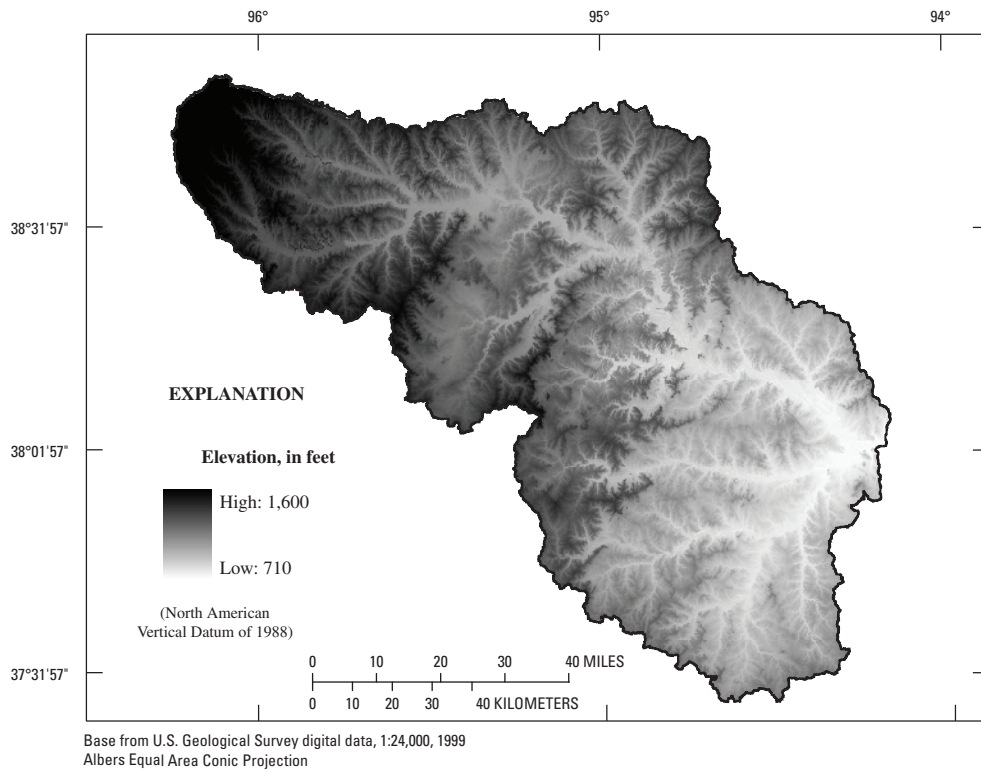 96°
95°
94°
38°31'57"
38°01'57"
37°31'57"
EXPLANATION
Elevation, in feet
High: 1,600
Low: 710
(North American
Vertical Datum of 1988)
0 10 20 30 40 MILES
0 10 20 30 40 KILOMETERS
Base from U.S. Geological Survey digital data, 1:24,000, 1999
Albers Equal Area Conic Projection